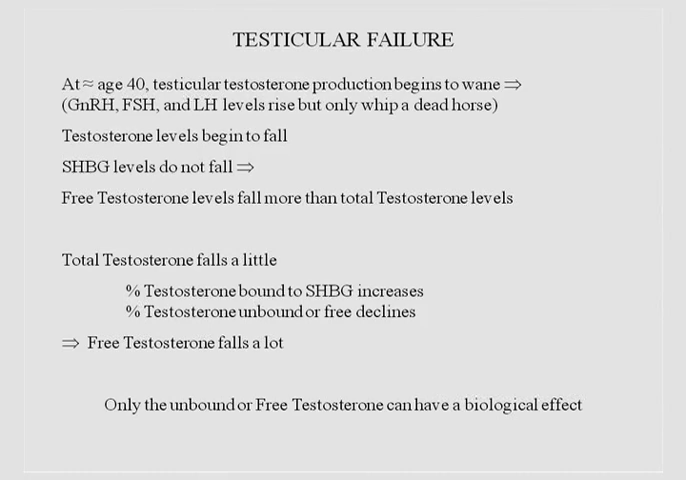 TESTICULAR FAILURE
At ≈ age 40, testicular testosterone production begins to wane ⇒
(GnRH, FSH, and LH levels rise but only whip a dead horse)
Testosterone levels begin to fall
SHBG levels do not fall ⇒
Free Testosterone levels fall more than total Testosterone levels
Total Testosterone falls a little
% Testosterone bound to SHBG increases
% Testosterone unbound or free declines
⇒ Free Testosterone falls a lot
Only the unbound or Free Testosterone can have a biological effect